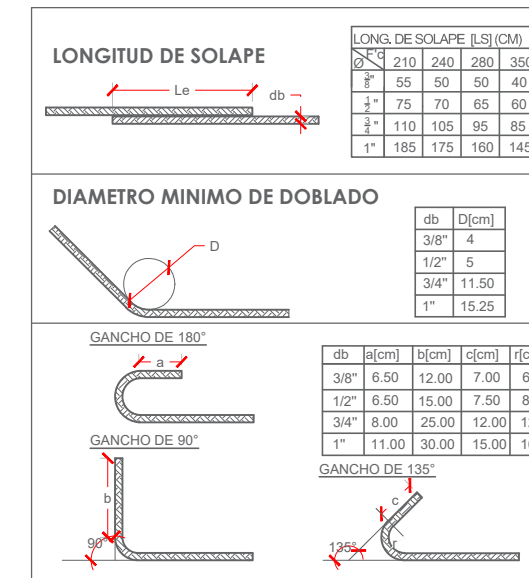 LONGITUD DE SOLAPE
Le
db
LONG. DE SOLAPE [LS] (CM)
Ø F'c 210 240 280 350
3/8" 55 50 50 40
1/2" 75 70 65 60
3/4" 110 105 95 85
1" 185 175 160 145
DIAMETRO MINIMO DE DOBLADO
D
db D[cm]
3/8" 4
1/2" 5
3/4" 11.50
1" 15.25
GANCHO DE 180°
a
db a[cm] b[cm] c[cm]
3/8" 6.50 12.00 7.00
1/2" 6.50 15.00 7.50
3/4" 8.00 25.00 12.00
1" 11.00 30.00 15.00
GANCHO DE 90°
b
90°
GANCHO DE 135°
c
r
135°